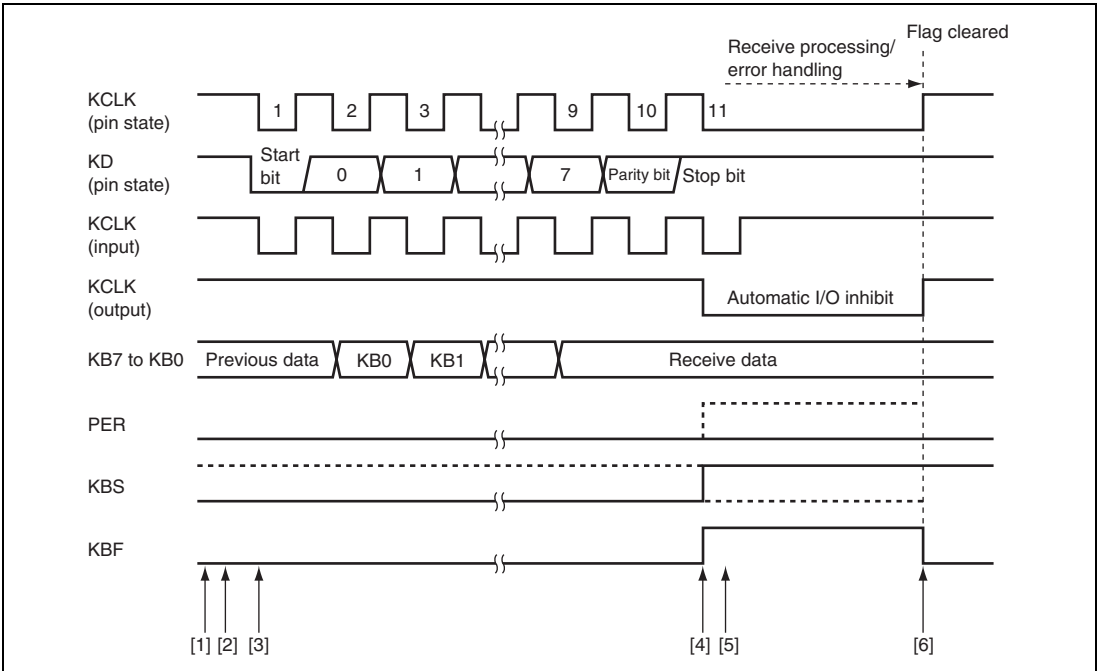 Flag cleared
Receive processing/
error handling
KCLK
(pin state)
1 2 3 9 10 11
KD
(pin state)
Start
bit
0 1 7 Parity bit Stop bit
KCLK
(input)
KCLK
(output)
Automatic I/O inhibit
KB7 to KB0 Previous data KB0 KB1 Receive data
PER
KBS
KBF
[1] [2] [3] [4] [5] [6]